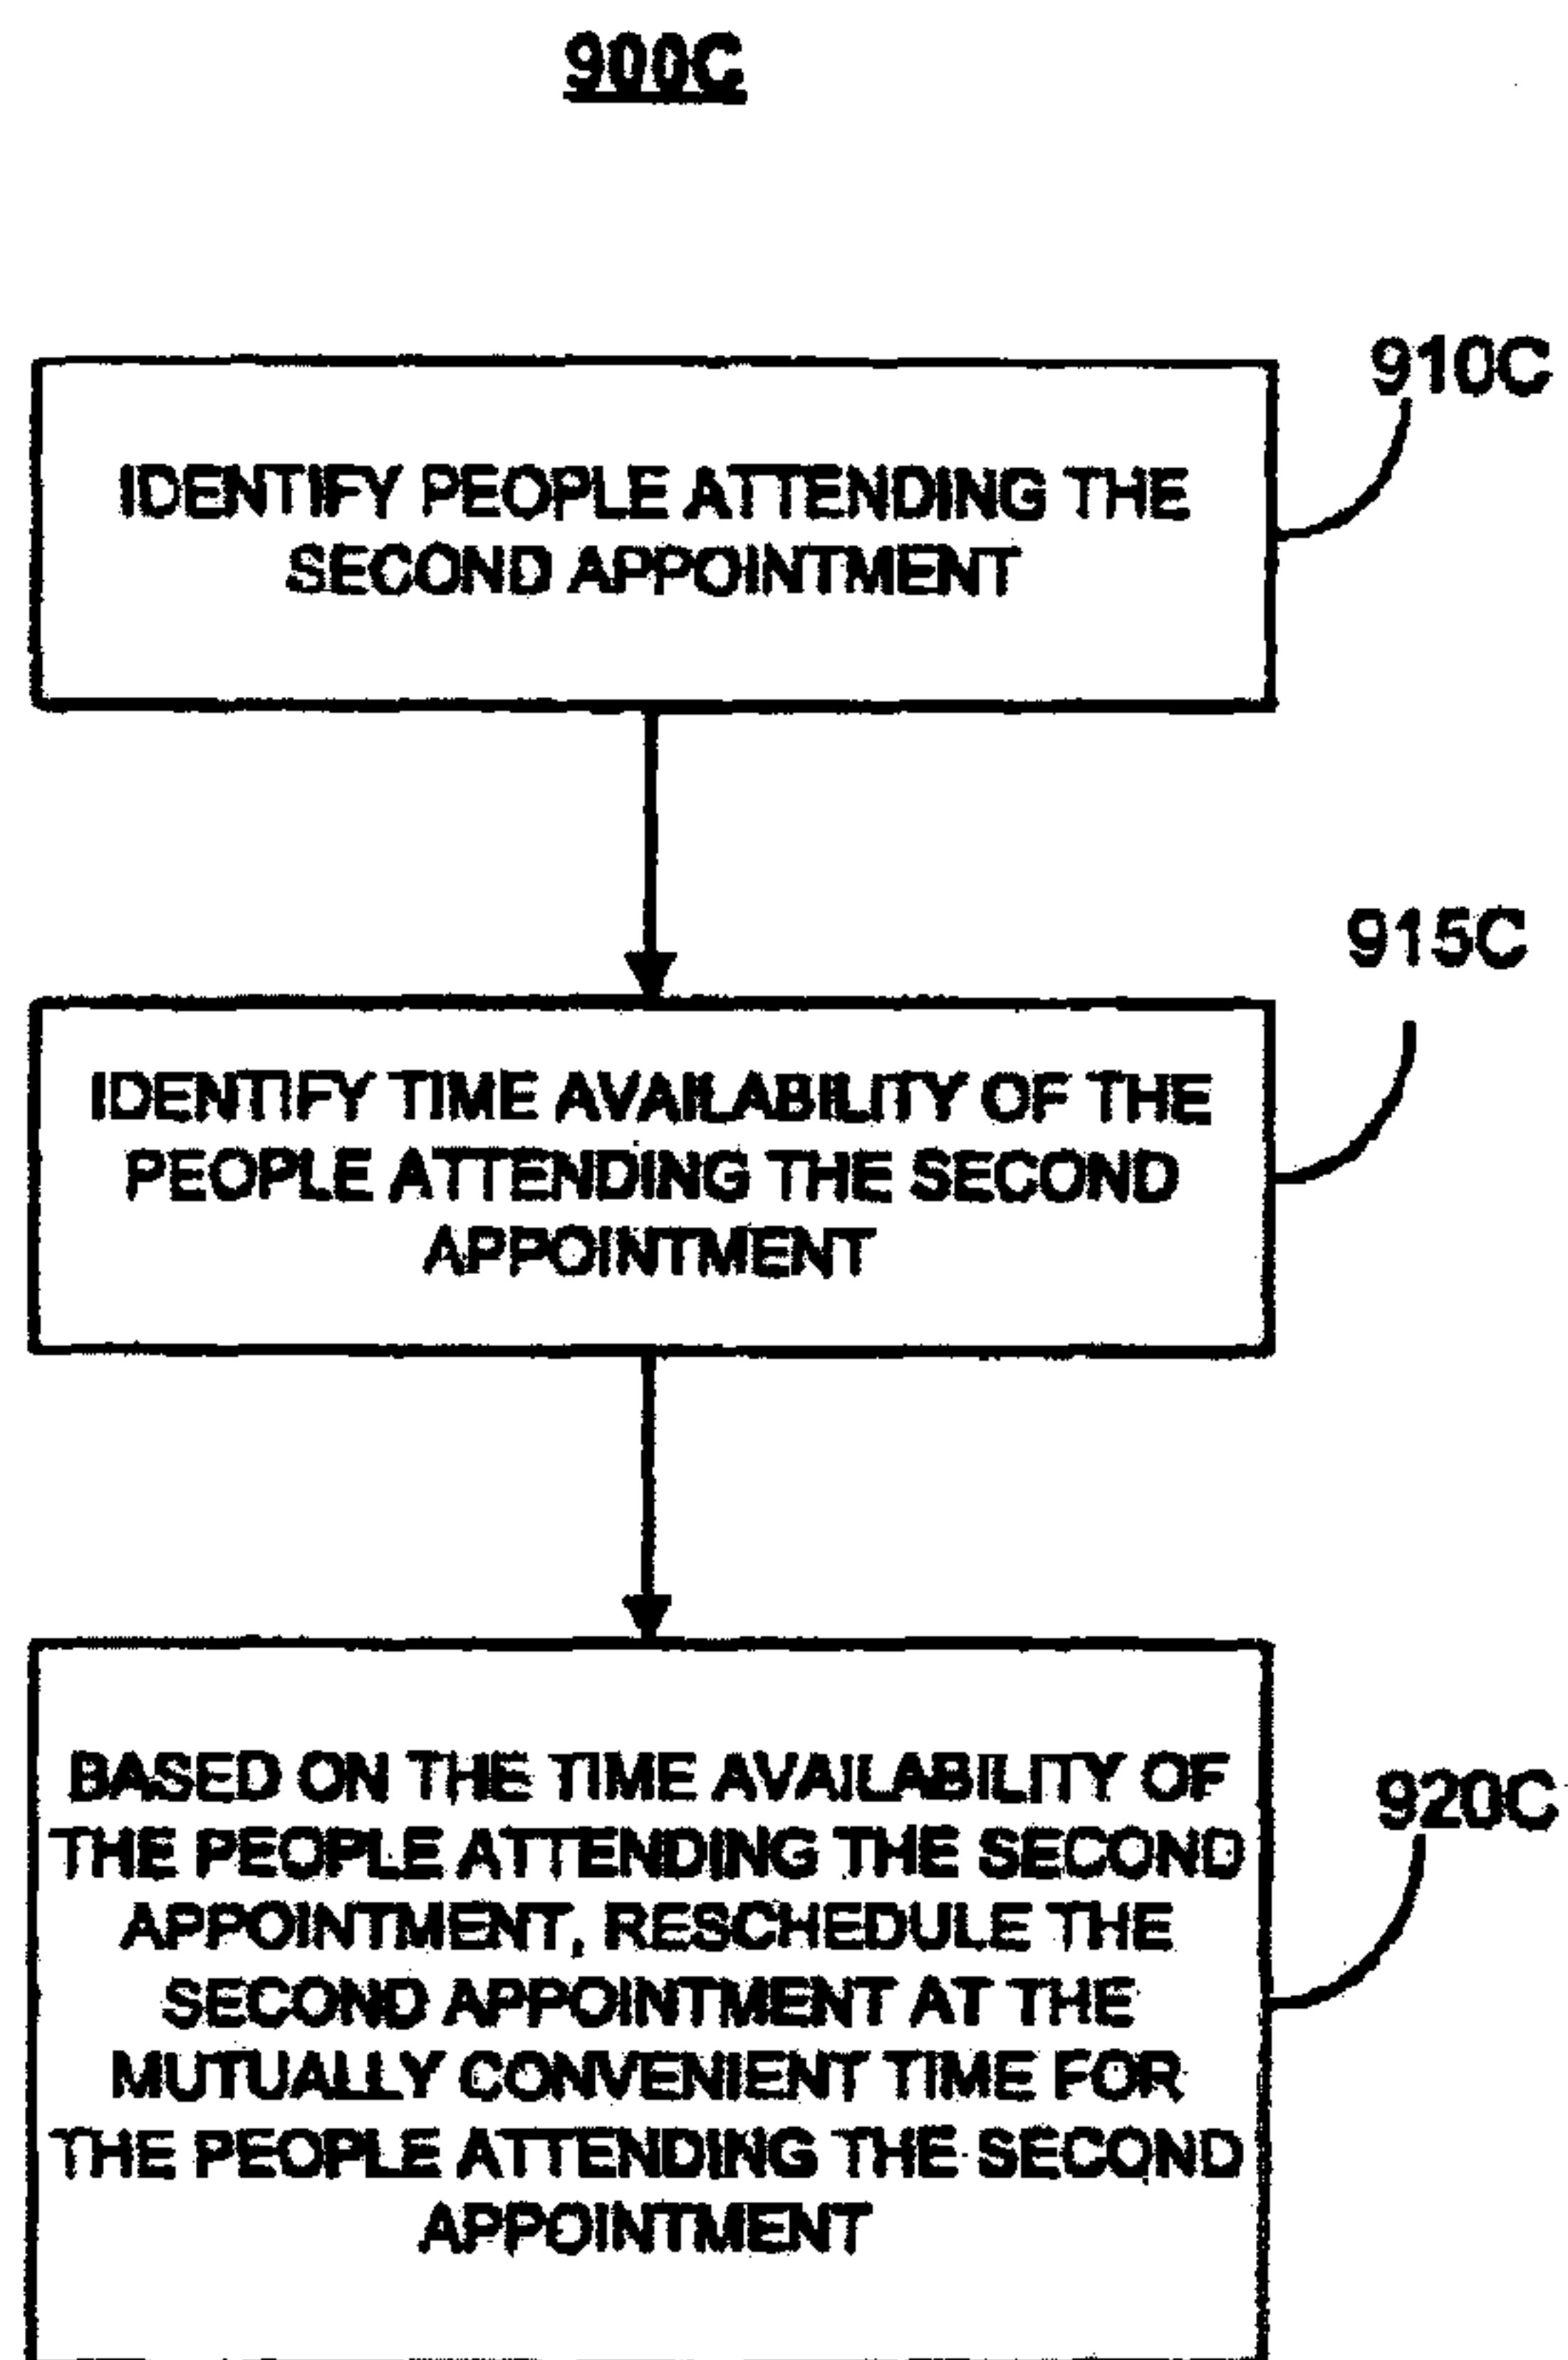 900C
910C
IDENTIFY PEOPLE ATTENDING THE
SECOND APPOINTMENT
915C
IDENTIFY TIME AVAILABILITY OF THE
PEOPLE ATTENDING THE SECOND
APPOINTMENT
BASED ON THE TIME AVAILABILITY OF
920C
THE PEOPLE ATTENDING THE SECOND
APPOINTMENT, RESCHEDULE THE
SECOND APPOINTMENT AT THE
MUTUALLY CONVENIENT TIME FOR
THE PEOPLE ATTENDING THE SECOND
APPOINTMENT